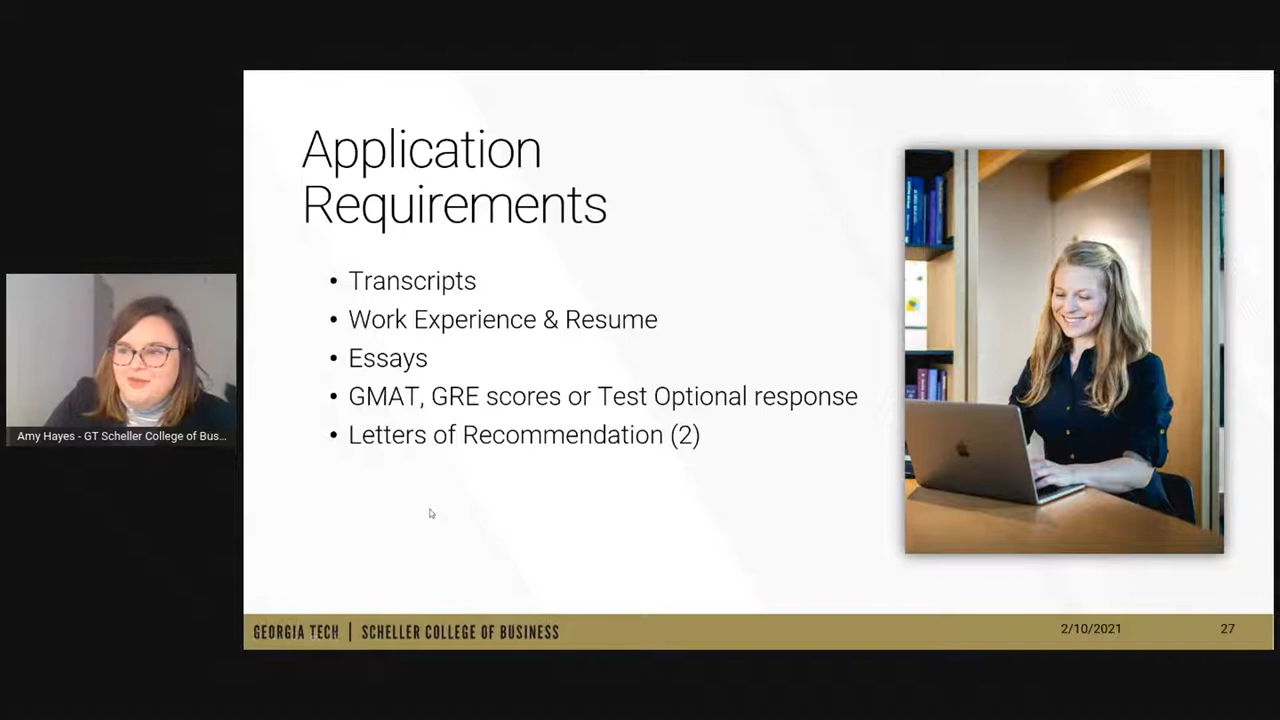 Application
Requirements
• Transcripts
• Work Experience & Resume
• Essays
• GMAT, GRE scores or Test Optional response
• Letters of Recommendation (2)
Amy Hayes - GT Scheller College of Bus...
GEORGIA TECH | SCHELLER COLLEGE OF BUSINESS
2/10/2021
27